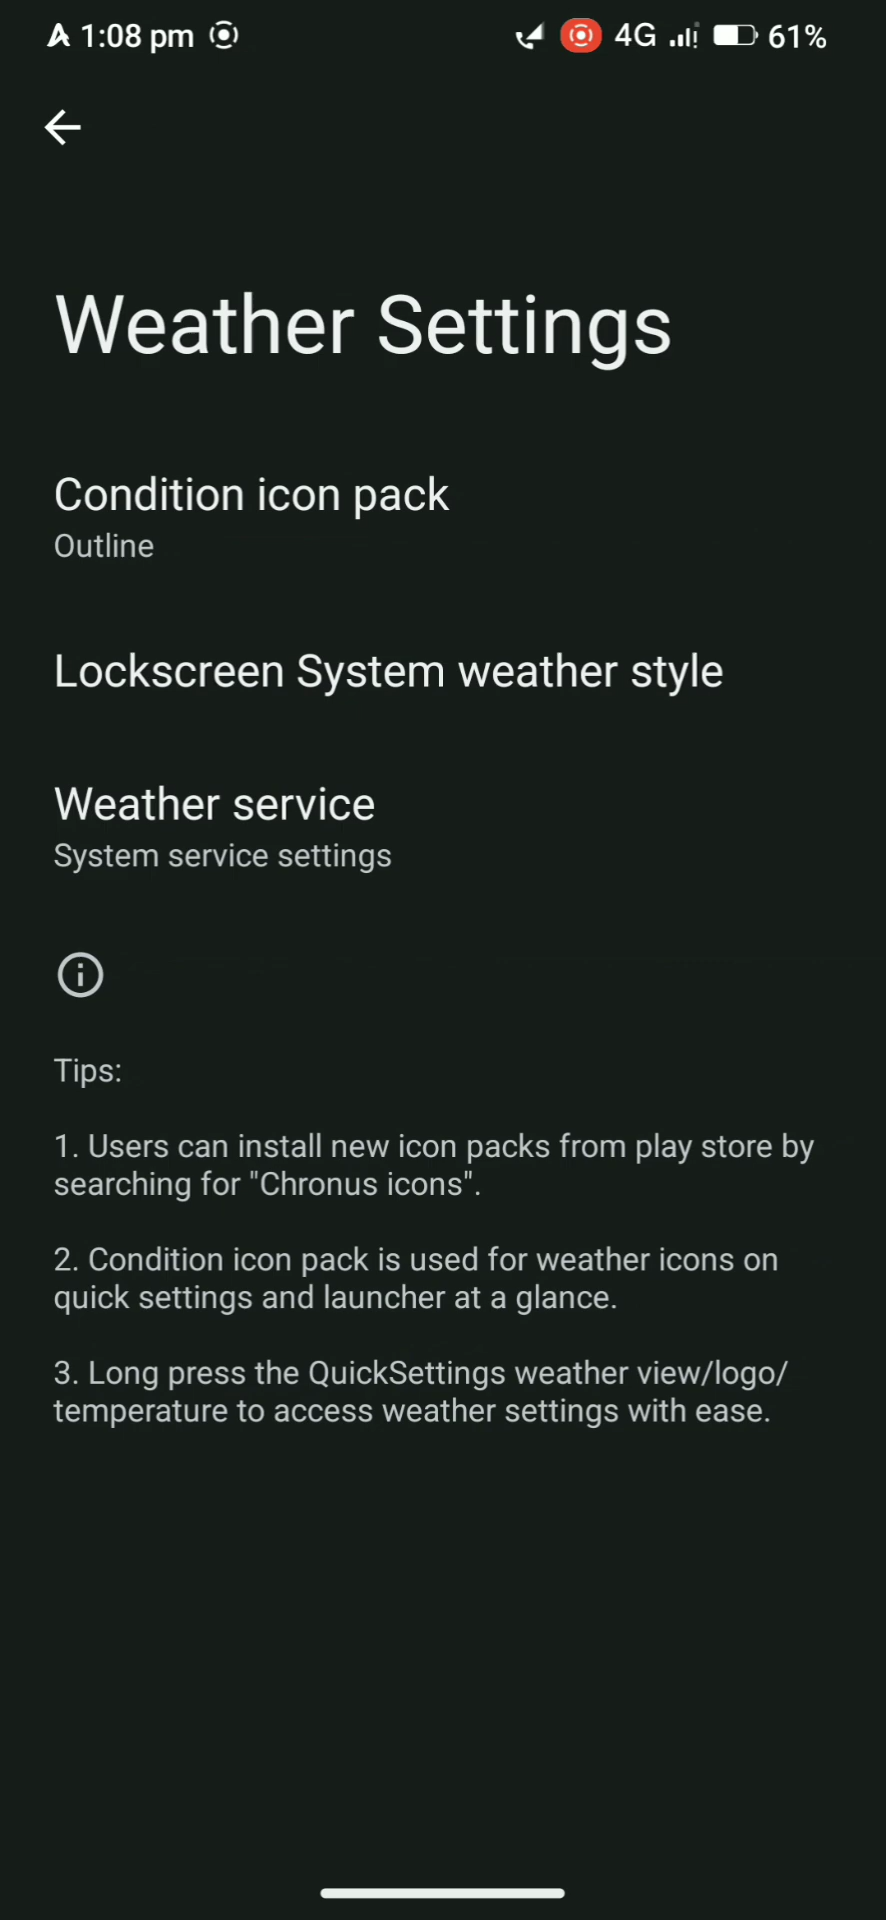 1:08 pm 4G 61%
Weather Settings
Condition icon pack
Outline
Lockscreen System weather style
Weather service
System service settings
Tips:
1. Users can install new icon packs from play store by
searching for "Chronus icons".
2. Condition icon pack is used for weather icons on
quick settings and launcher at a glance.
3. Long press the QuickSettings weather view/logo/
temperature to access weather settings with ease.